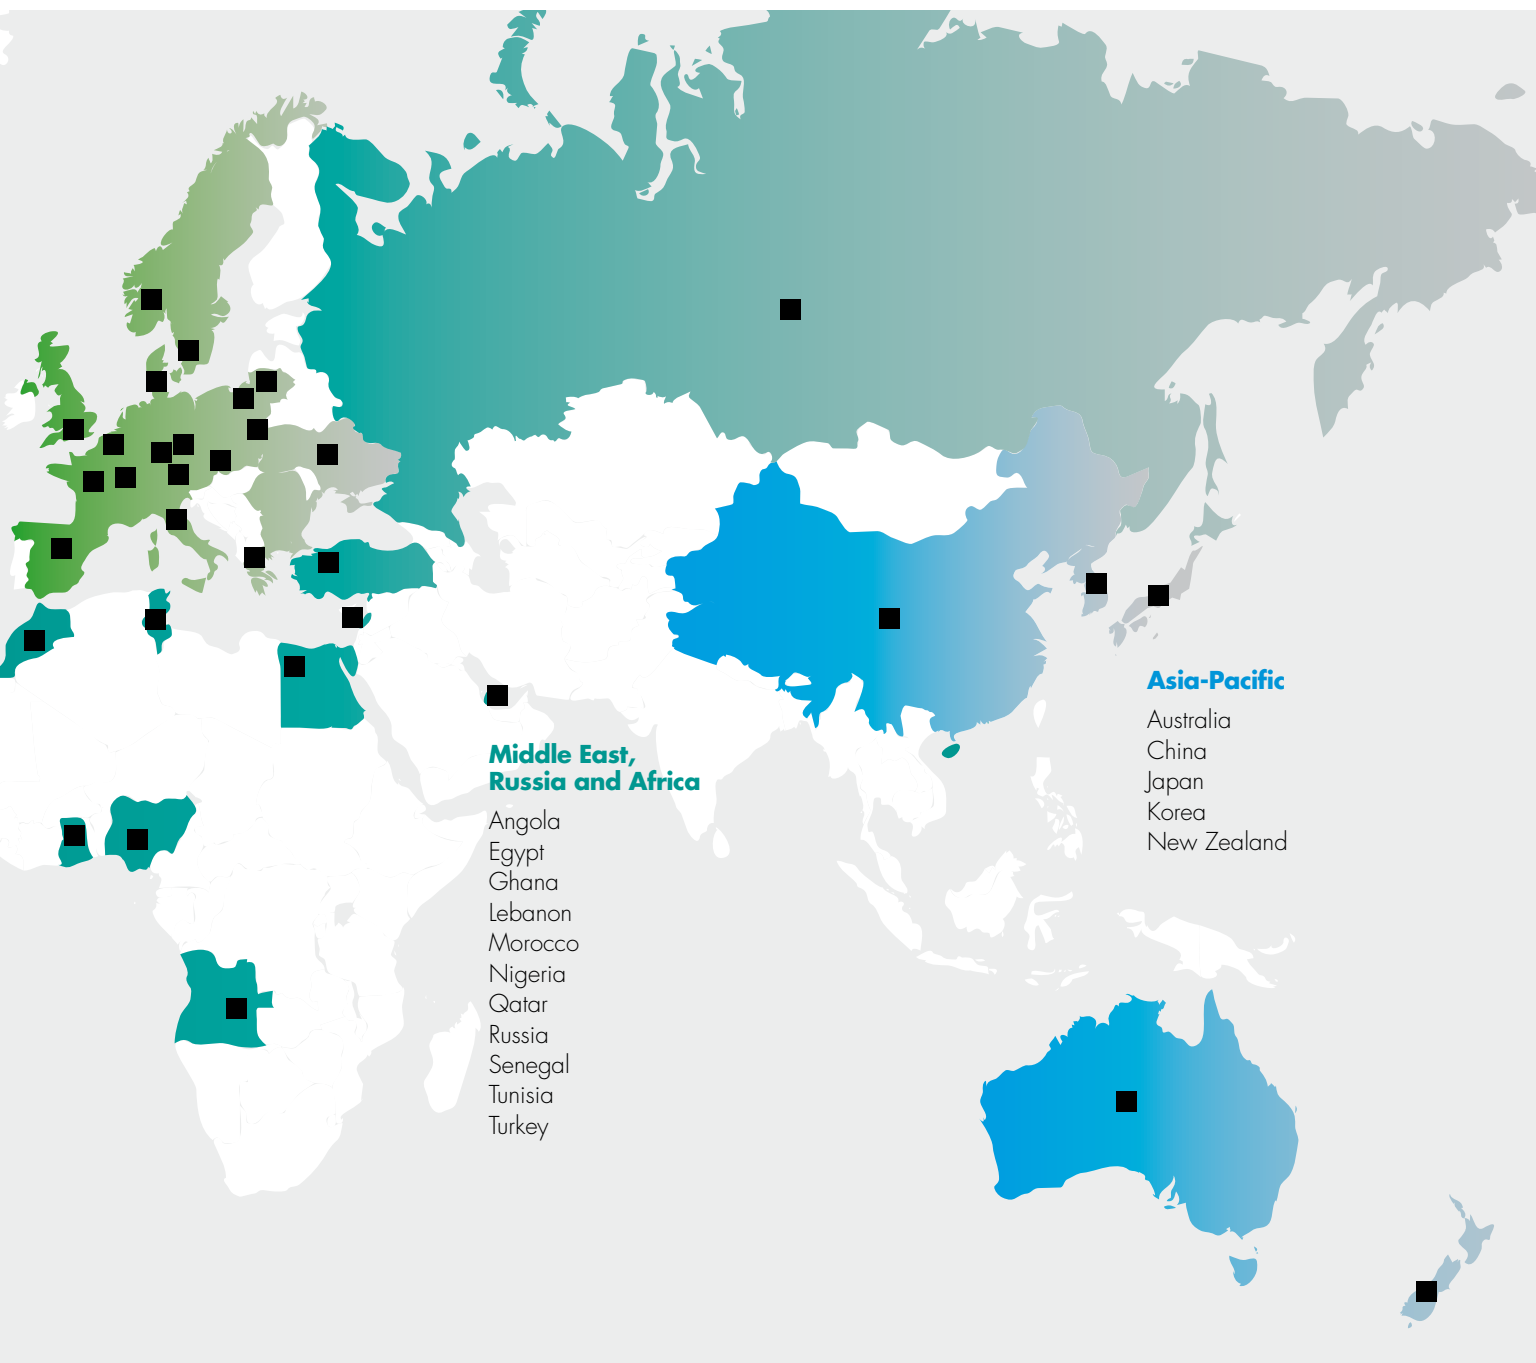 Asia-Pacific
Australia
China
Japan
Korea
New Zealand
Middle East,
Russia and Africa
Angola
Egypt
Ghana
Lebanon
Morocco
Nigeria
Qatar
Russia
Senegal
Tunisia
Turkey